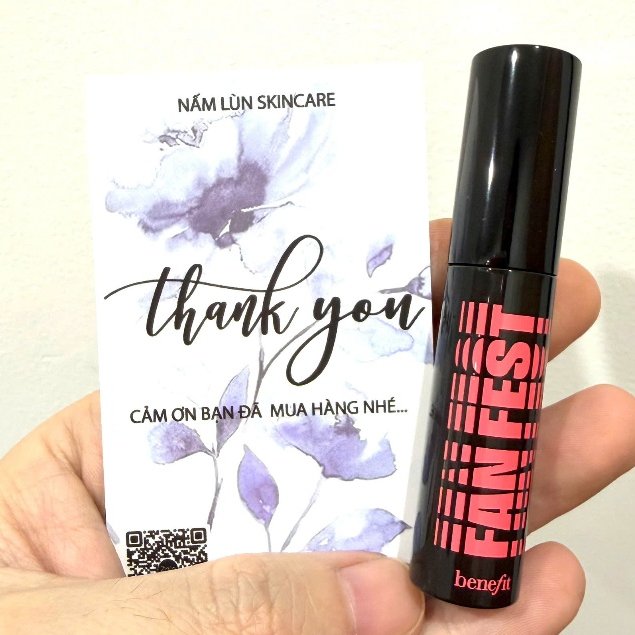 NẤM LÙN SKINCARE
thank you
CẢM ƠN BẠN ĐÃ MUA HÀNG NHÉ...
FAN FEST
benefit